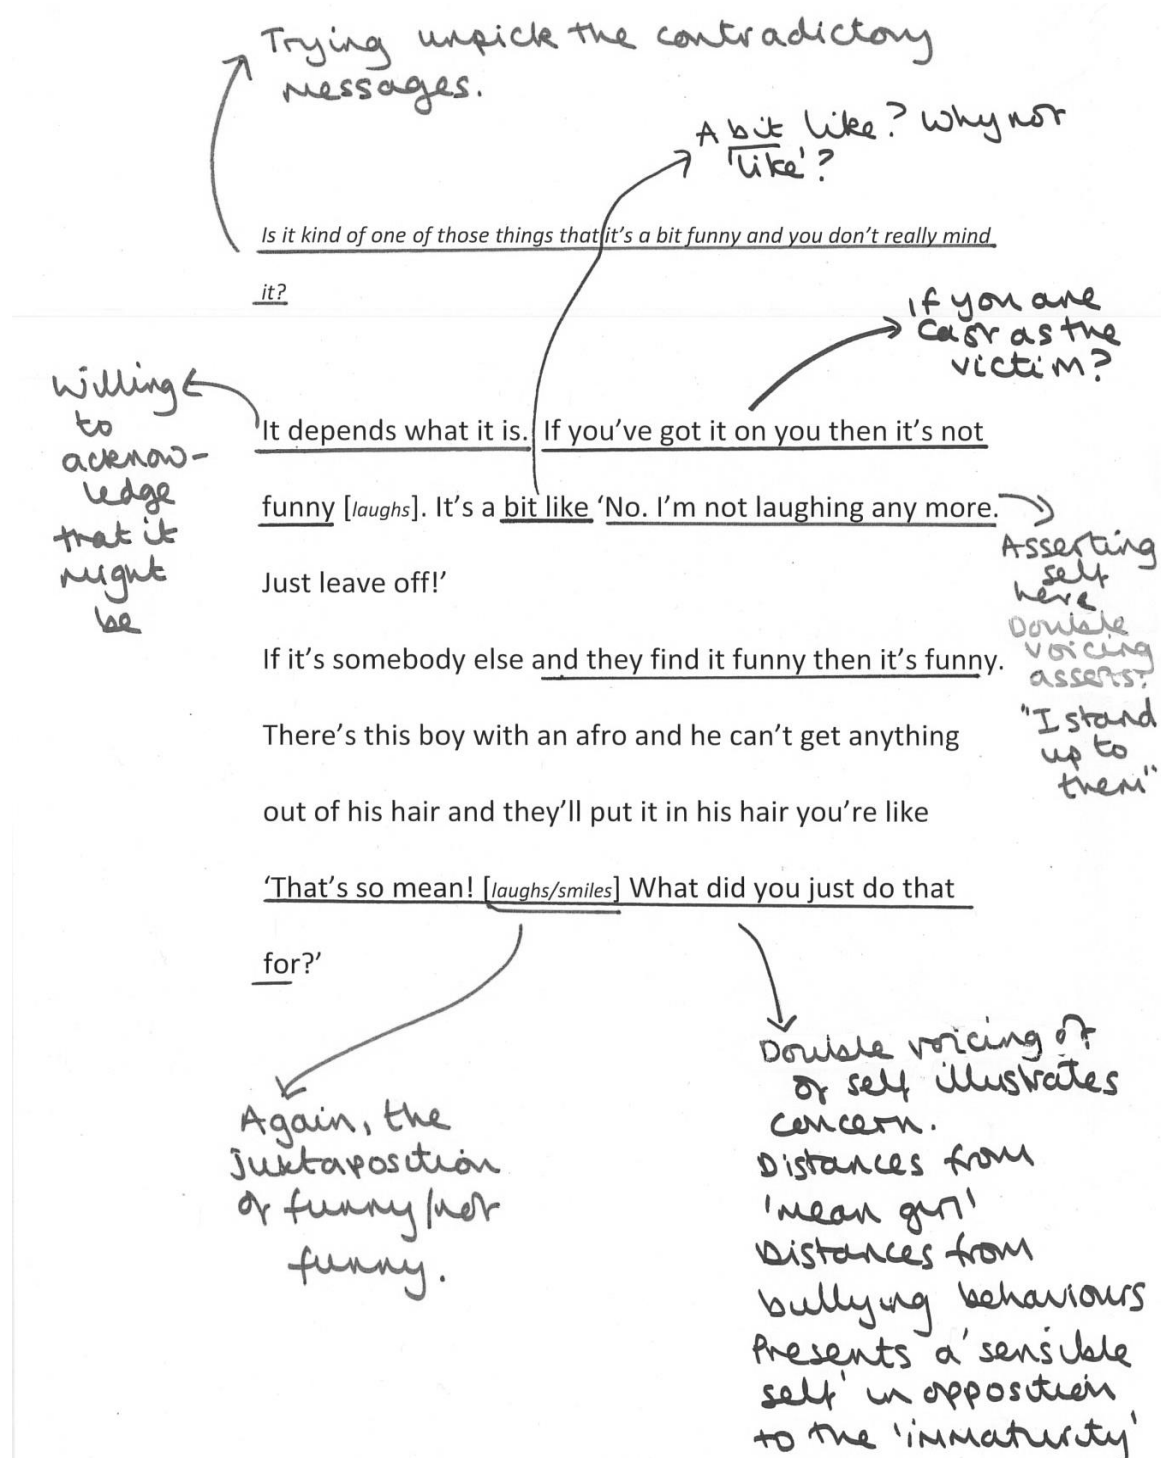 Trying unpick the contradictory
messages.
A bit like? Why not
'like'?
Is it kind of one of those things that it's a bit funny and you don't really mind
it?
If you are
cast as the
victim?
Willing
to
acknow-
ledge
that it
might
be
It depends what it is. If you've got it on you then it's not
funny [laughs]. It's a bit like 'No. I'm not laughing any more.
Just leave off!'
Asserting
self
here
Double
voicing
asserts?
"I stand
up to
them"
If it's somebody else and they find it funny then it's funny.
There's this boy with an afro and he can't get anything
out of his hair and they'll put it in his hair you're like
'That's so mean! [laughs/smiles] What did you just do that
for?'
Again, the
juxtaposition
of funny/not
funny.
Double voicing of
of self illustrates
concern.
Distances from
'mean girl'
Distances from
bullying behaviours
Presents a 'sensible
self' in opposition
to the 'immaturity'